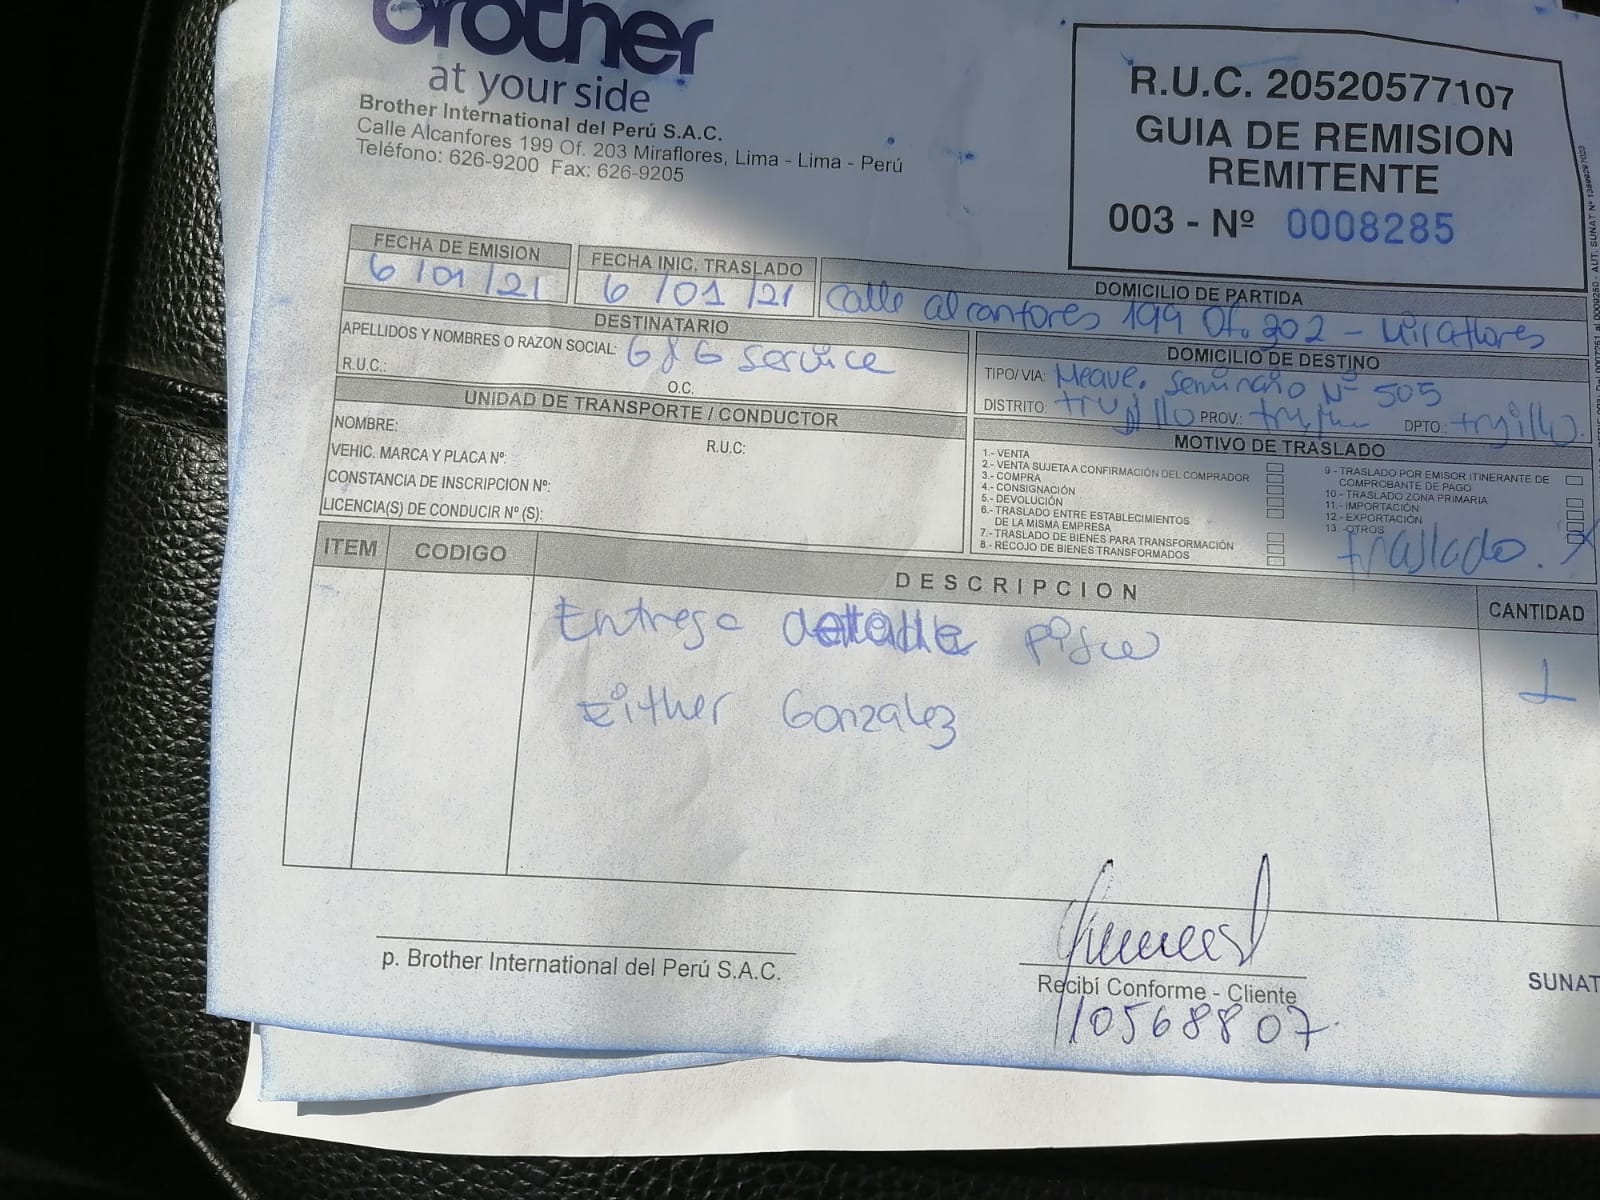 brother
at your side
Brother International del Perú S.A.C.
Calle Alcanfores 199 Of. 203 Miraflores, Lima - Lima - Perú
Teléfono: 626-9200 Fax: 626-9205
R.U.C. 20520577107
GUIA DE REMISION
REMITENTE
003 - Nº 0008285
FECHA DE EMISION
6/01/21
FECHA INIC. TRASLADO
6/01/21
DOMICILIO DE PARTIDA
Calle alcanfores 199 Of. 202 - Miraflores
DESTINATARIO
APELLIDOS Y NOMBRES O RAZON SOCIAL: G & G service
R.U.C.:
O.C.
DOMICILIO DE DESTINO
TIPO/ VIA: seminario Nº 505
DISTRITO: trujillo PROV.: DPTO.: trujillo.
UNIDAD DE TRANSPORTE / CONDUCTOR
NOMBRE:
R.U.C:
VEHIC. MARCA Y PLACA Nº:
CONSTANCIA DE INSCRIPCION Nº:
LICENCIA(S) DE CONDUCIR Nº (S):
MOTIVO DE TRASLADO
1.- VENTA
2.- VENTA SUJETA A CONFIRMACIÓN DEL COMPRADOR
3.- COMPRA
4.- CONSIGNACIÓN
5.- DEVOLUCIÓN
6.- TRASLADO ENTRE ESTABLECIMIENTOS
DE LA MISMA EMPRESA
7.- TRASLADO DE BIENES PARA TRANSFORMACIÓN
8.- RECOJO DE BIENES TRANSFORMADOS
9 - TRASLADO POR EMISOR ITINERANTE DE
COMPROBANTE DE PAGO
10.- TRASLADO ZONA PRIMARIA
11.- IMPORTACIÓN
12.- EXPORTACIÓN
13 -OTROS
traslado. X
ITEM
CODIGO
DESCRIPCION
CANTIDAD
Entrega detalle
1
Either Gonzalez
p. Brother International del Perú S.A.C.
Recibí Conforme - Cliente
SUNAT